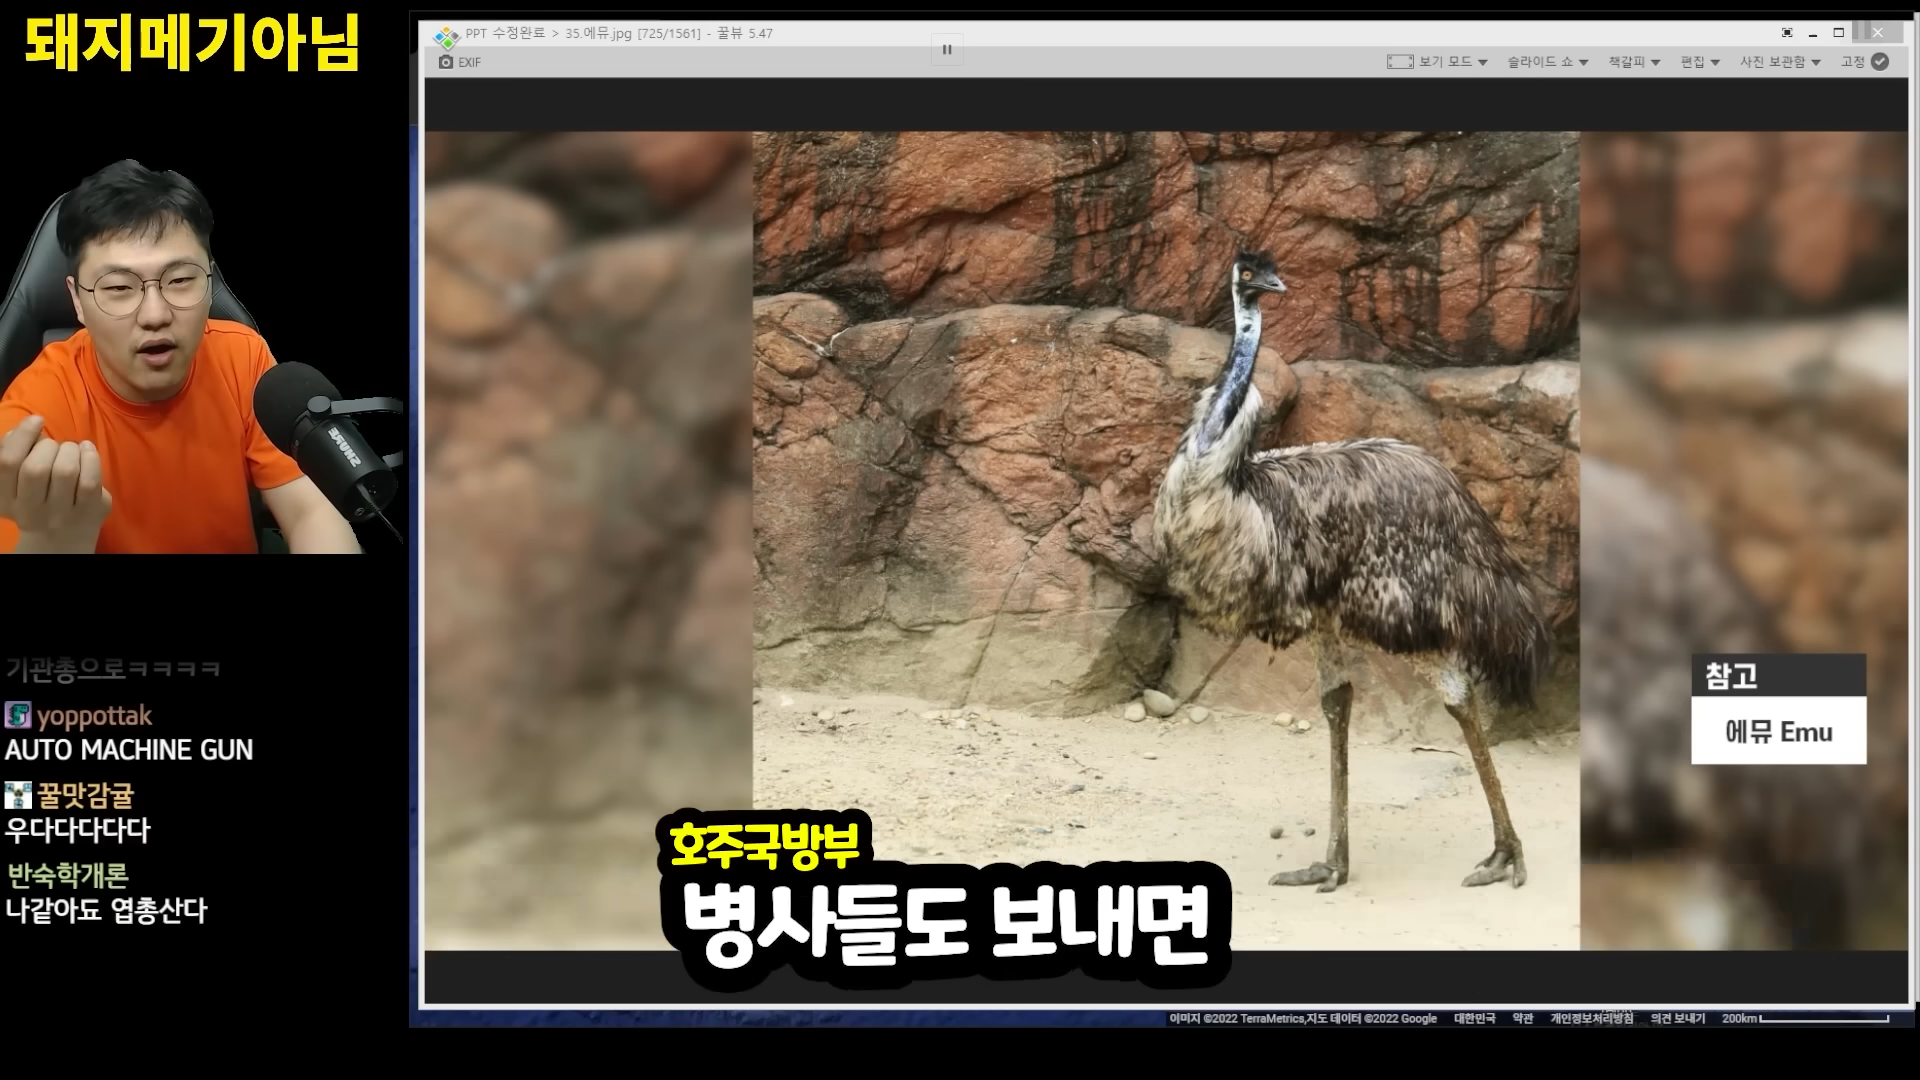 돼지메기아님
PPT 수정완료 > 35.에뮤.jpg [725/1561] - 꿀뷰 5.47
EXIF
보기 모드
슬라이드 쇼
책갈피
편집
사진 보관함
고정
SHURE
기관총으로ㅋㅋㅋㅋ
yoppottak
AUTO MACHINE GUN
꿀맛감귤
우다다다다다
반숙학개론
나같아됴 엽총산다
참고
에뮤 Emu
호주국방부
병사들도 보내면
이미지 ©2022 TerraMetrics,지도 데이터 ©2022 Google
대한민국
약관
개인정보처리방침
의견 보내기
200km